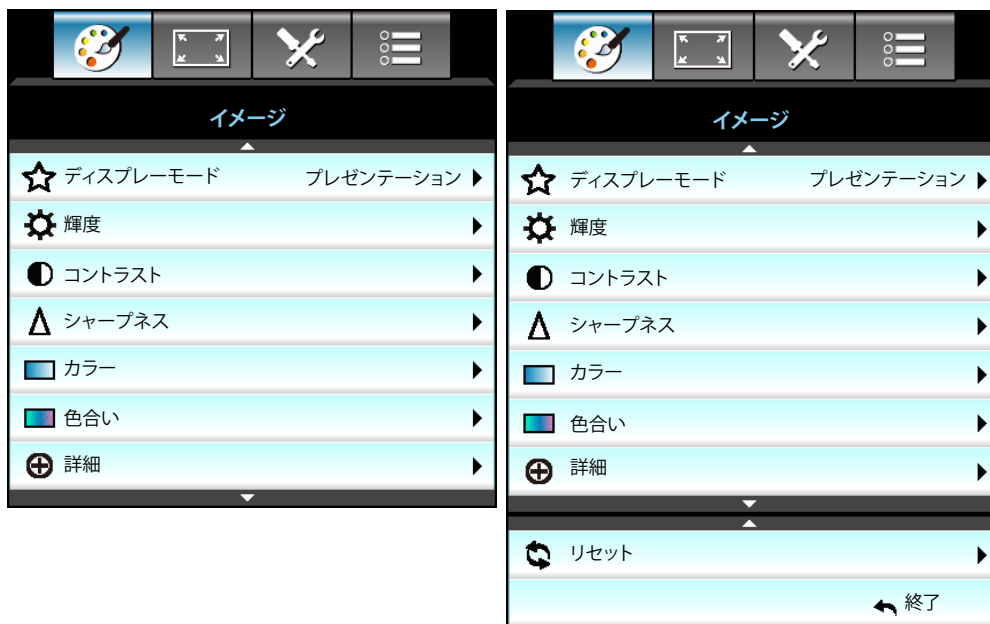 イメージ
ディスプレーモード プレゼンテーション
輝度
コントラスト
シャープネス
カラー
色合い
詳細
イメージ
ディスプレーモード プレゼンテーション
輝度
コントラスト
シャープネス
カラー
色合い
詳細
リセット
終了